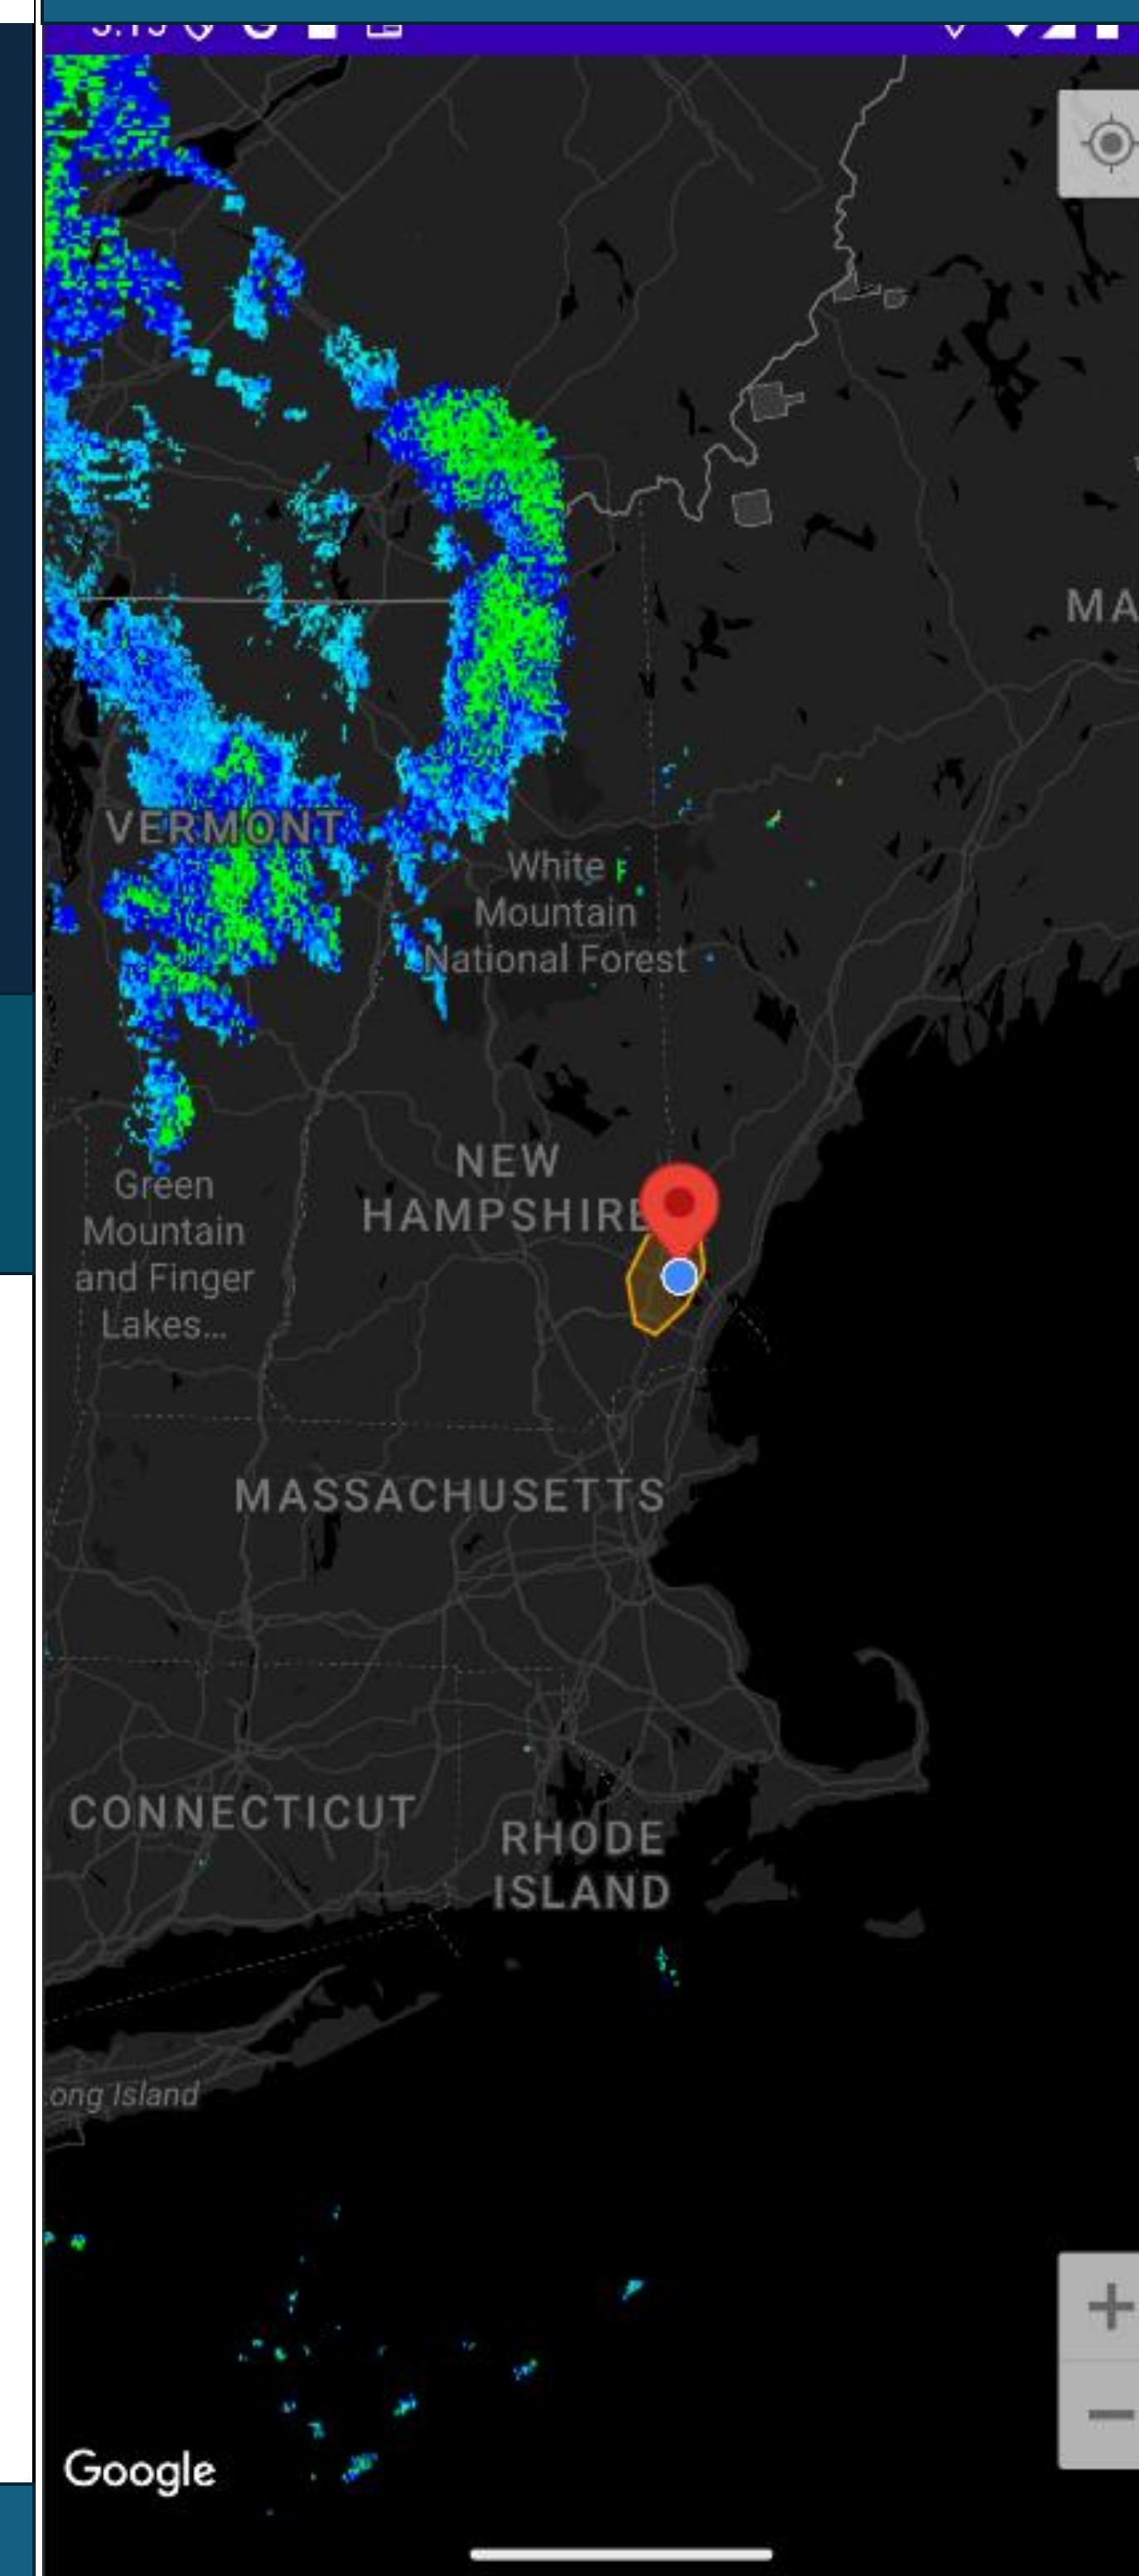 MA
VERMONT
White
Mountain
National Forest
NEW
HAMPSHIRE
Green
Mountain
and Finger
Lakes...
MASSACHUSETTS
CONNECTICUT
RHODE
ISLAND
ong Island
Google